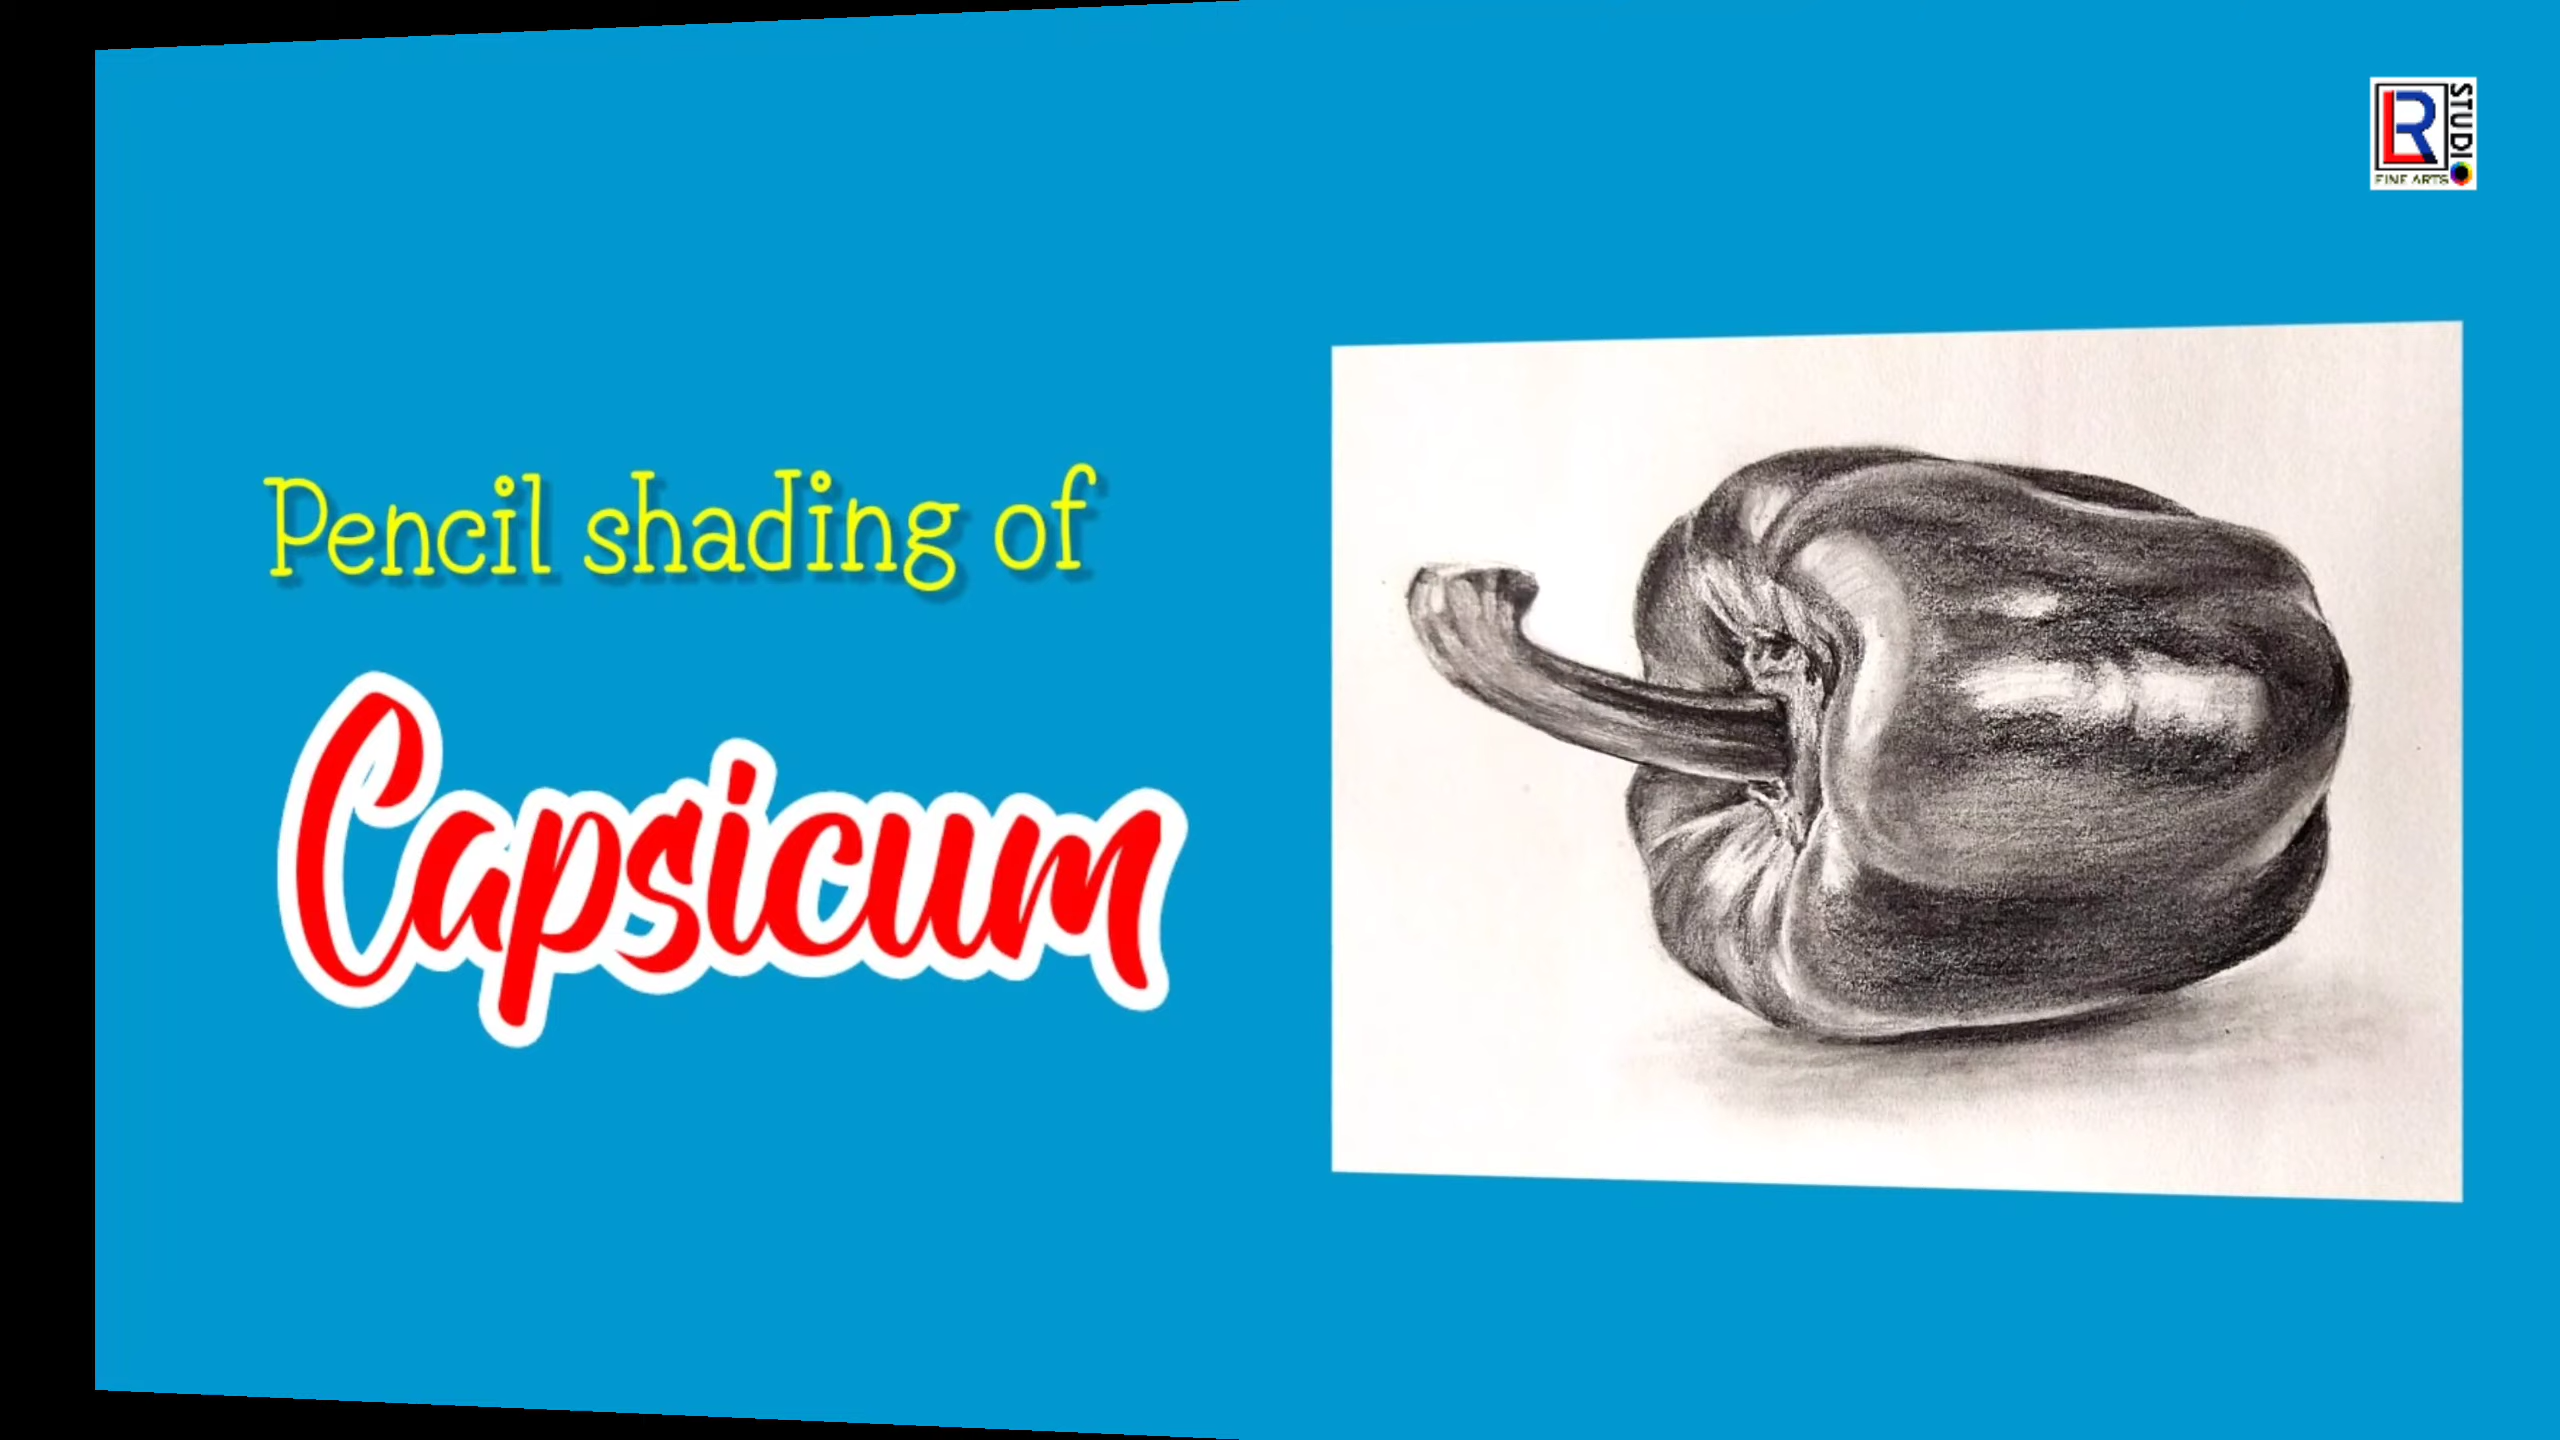 LR
STUDIO
FINE ARTS
Pencil shading of
Capsicum